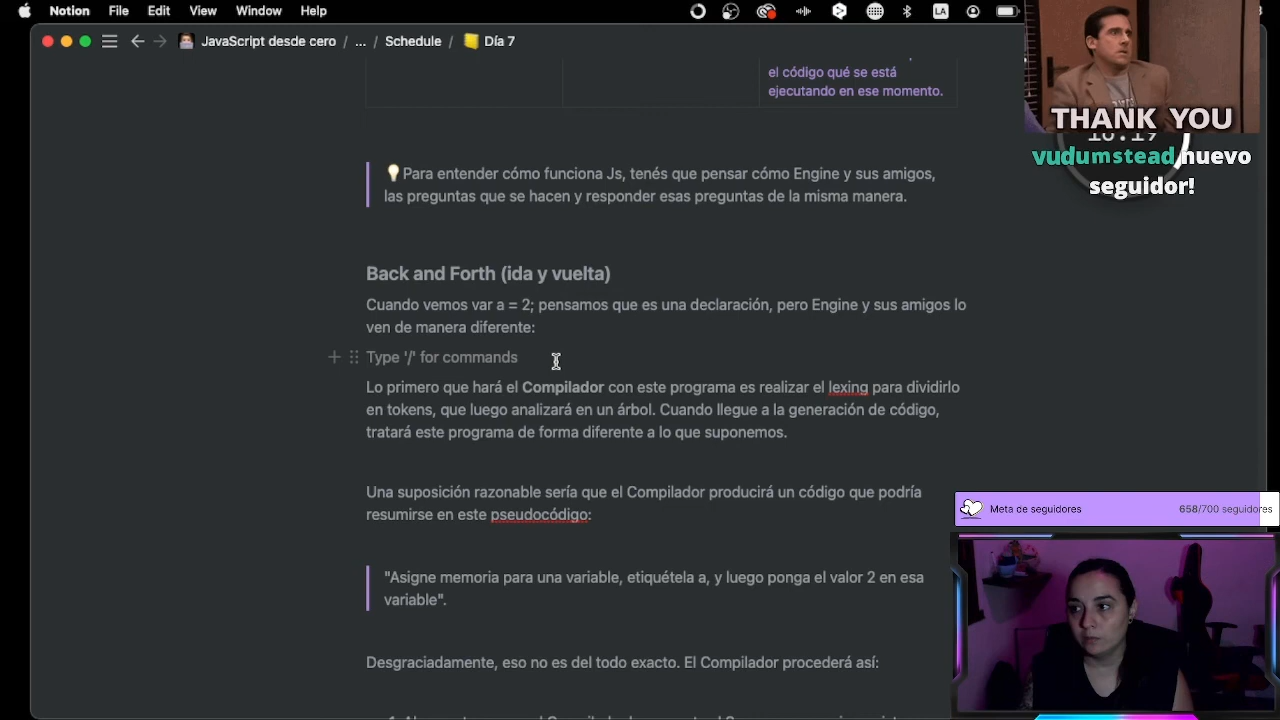 Notion File Edit View Window Help
LA
JavaScript desde cero / ... / Schedule / Día 7
el código qué se está
ejecutando en ese momento.
THANK YOU
vudumstead nuevo
seguidor!
💡Para entender cómo funciona Js, tenés que pensar cómo Engine y sus amigos,
las preguntas que se hacen y responder esas preguntas de la misma manera.
Back and Forth (ida y vuelta)
Cuando vemos var a = 2; pensamos que es una declaración, pero Engine y sus amigos lo
ven de manera diferente:
Type '/' for commands
Lo primero que hará el Compilador con este programa es realizar el lexing para dividirlo
en tokens, que luego analizará en un árbol. Cuando llegue a la generación de código,
tratará este programa de forma diferente a lo que suponemos.
Una suposición razonable sería que el Compilador producirá un código que podría
resumirse en este pseudocódigo:
Meta de seguidores 658/700 seguidores
"Asigne memoria para una variable, etiquétela a, y luego ponga el valor 2 en esa
variable".
Desgraciadamente, eso no es del todo exacto. El Compilador procederá así: